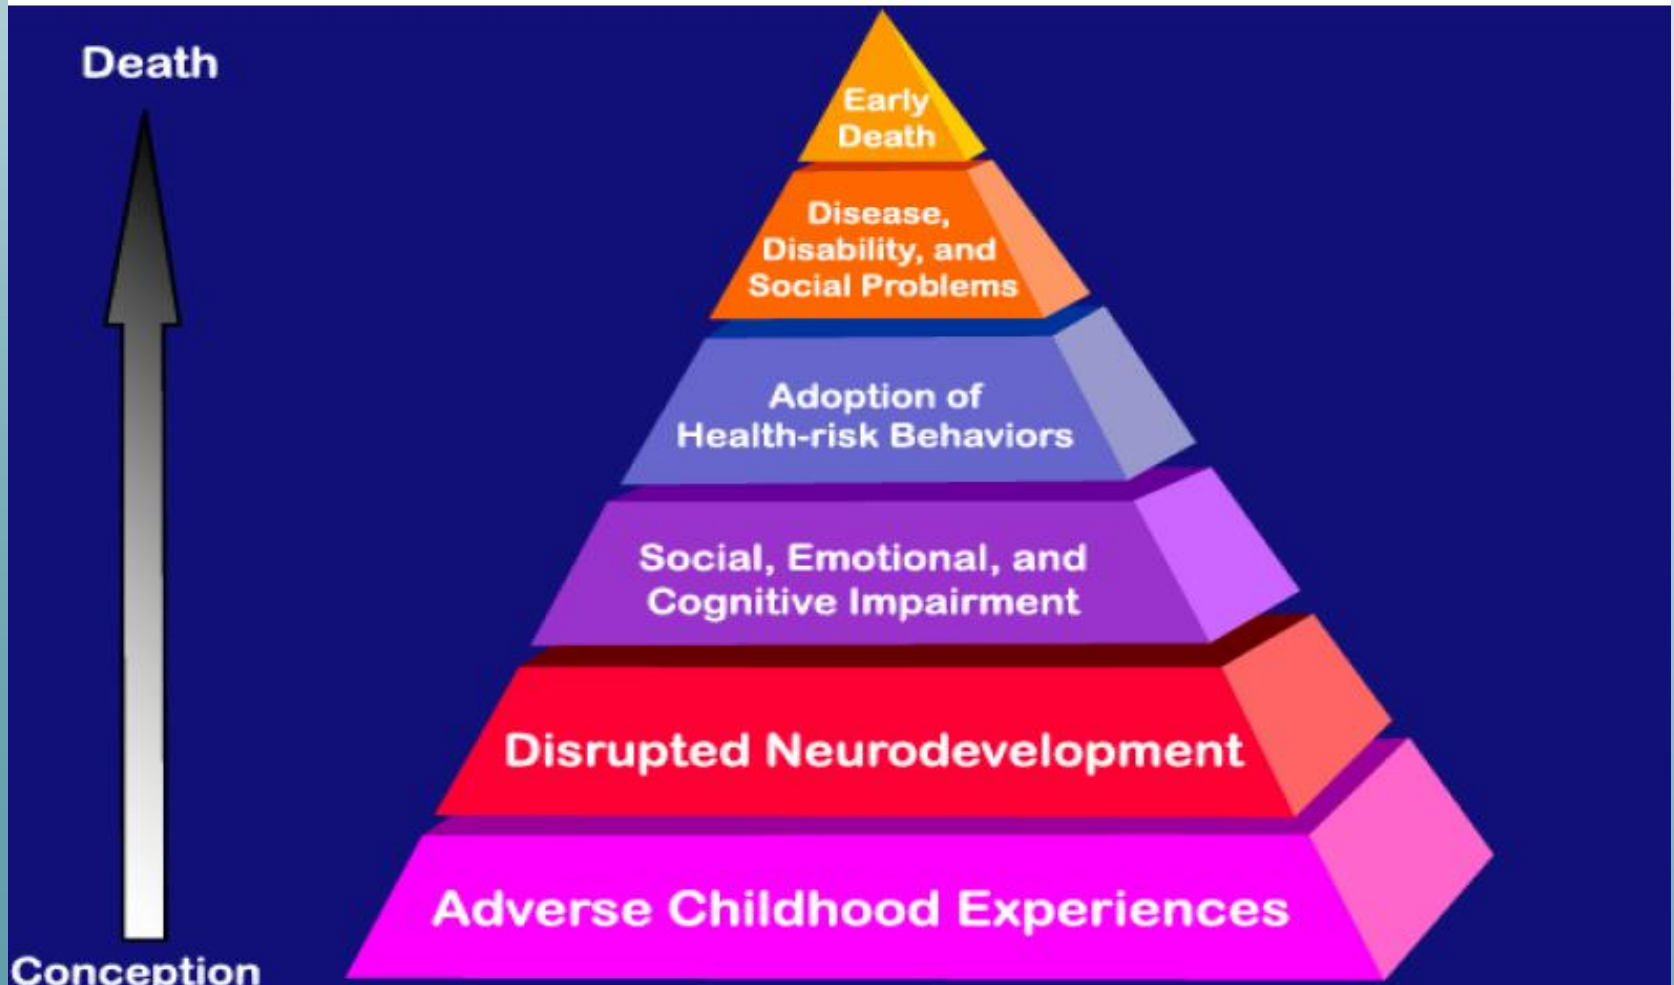 Death
Early
Death
Disease,
Disability, and
Social Problems
Adoption of
Health-risk Behaviors
Social, Emotional, and
Cognitive Impairment
Disrupted Neurodevelopment
Adverse Childhood Experiences
Conception